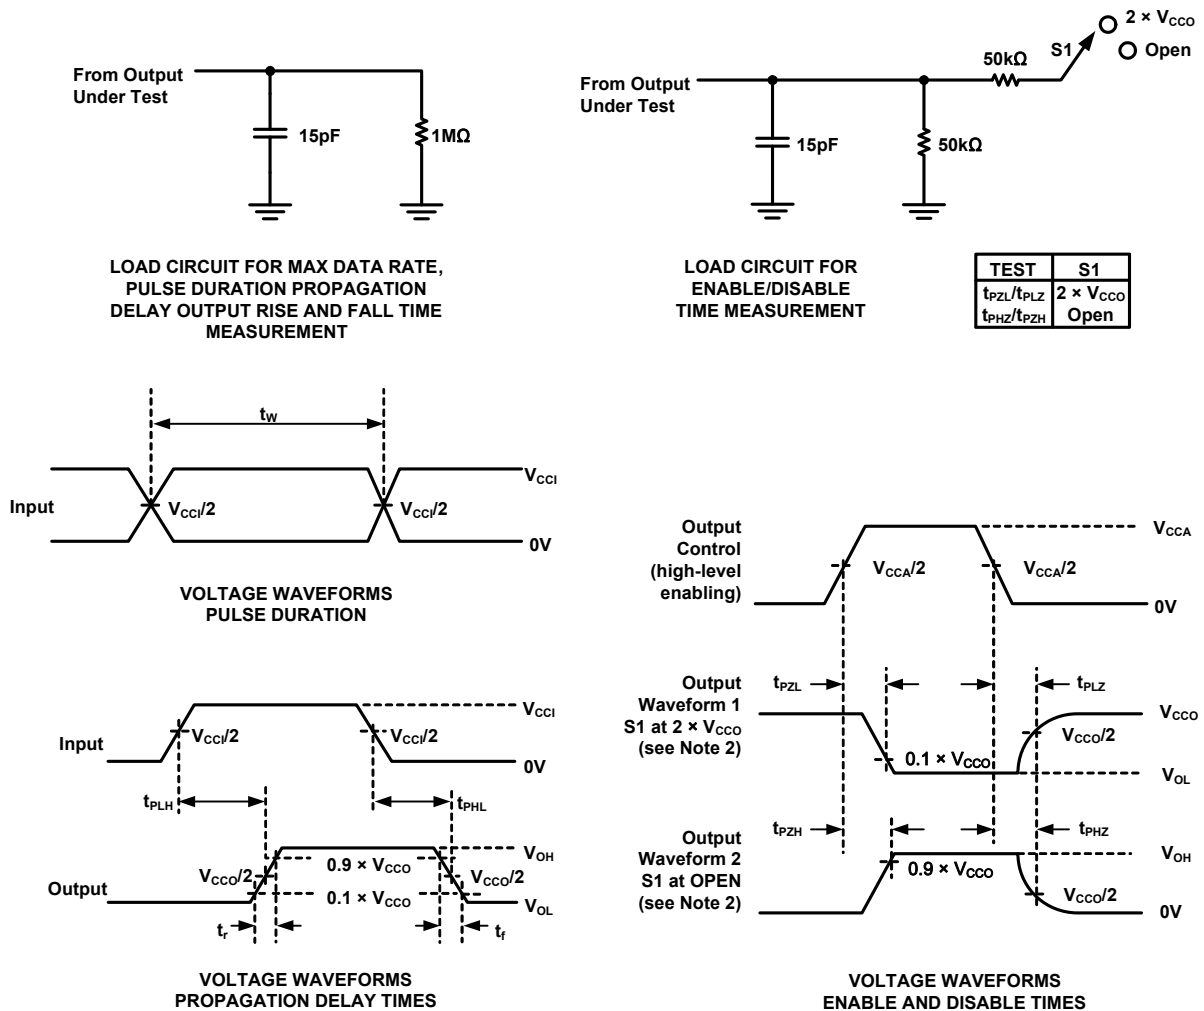 From Output
Under Test
15pF
1MΩ
LOAD CIRCUIT FOR MAX DATA RATE,
PULSE DURATION PROPAGATION
DELAY OUTPUT RISE AND FALL TIME
MEASUREMENT
From Output
Under Test
15pF
50kΩ
50kΩ
S1
2 × VCCO
Open
LOAD CIRCUIT FOR
ENABLE/DISABLE
TIME MEASUREMENT
TEST S1
tPZL/tPLZ 2 × VCCO
tPHZ/tPZH Open
tW
Input
VCCI/2
VCCI/2
VCCI
0V
VOLTAGE WAVEFORMS
PULSE DURATION
Input
VCCI/2
VCCI/2
VCCI
0V
tPLH
tPHL
Output
VCCO/2
0.9 × VCCO
0.1 × VCCO
VCCO/2
VOH
VOL
tr
tf
VOLTAGE WAVEFORMS
PROPAGATION DELAY TIMES
Output
Control
(high-level
enabling)
VCCA/2
VCCA/2
VCCA
0V
Output
Waveform 1
S1 at 2 × VCCO
(see Note 2)
tPZL
tPLZ
0.1 × VCCO
VCCO/2
VCCO
VOL
Output
Waveform 2
S1 at OPEN
(see Note 2)
tPZH
tPHZ
0.9 × VCCO
VCCO/2
VOH
0V
VOLTAGE WAVEFORMS
ENABLE AND DISABLE TIMES